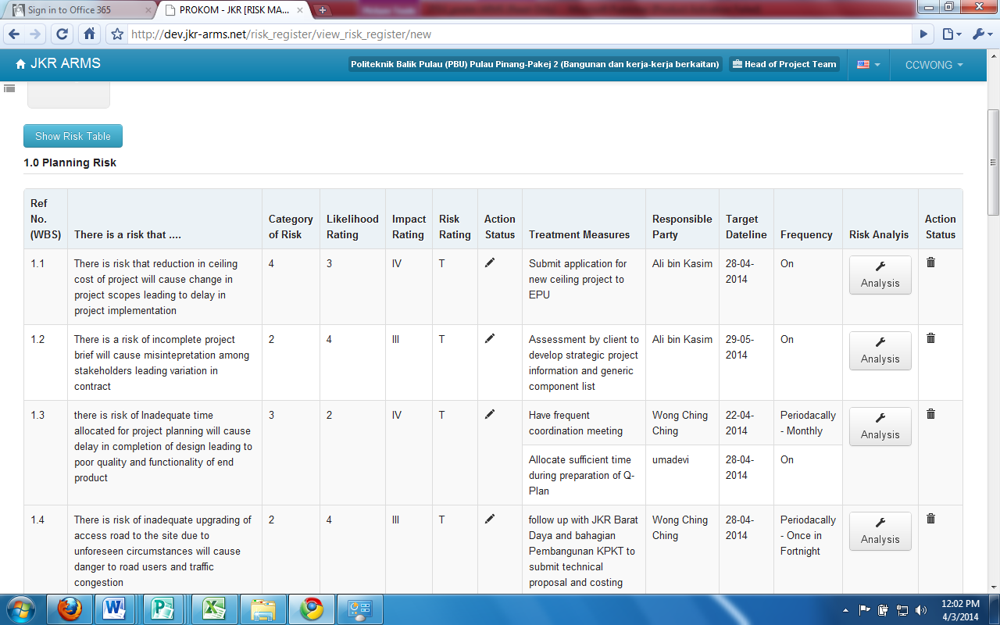 Sign in to Office 365
PROKOM - JKR [RISK MA...
http://dev.jkr-arms.net/risk_register/view_risk_register/new
JKR ARMS
Politeknik Balik Pulau (PBU) Pulau Pinang-Pakej 2 (Bangunan dan kerja-kerja berkaitan)
Head of Project Team
CCWONG
Show Risk Table
1.0 Planning Risk
Ref
No.
(WBS)
There is a risk that ....
Category
of Risk
Likelihood
Rating
Impact
Rating
Risk
Rating
Action
Status
Treatment Measures
Responsible
Party
Target
Dateline
Frequency
Risk Analyis
Action
Status
1.1
There is risk that reduction in ceiling
cost of project will cause change in
project scopes leading to delay in
project implementation
4
3
IV
T
Submit application for
new ceiling project to
EPU
Ali bin Kasim
28-04-
2014
On
Analysis
1.2
There is a risk of incomplete project
brief will cause misintepretation among
stakeholders leading variation in
contract
2
4
III
T
Assessment by client to
develop strategic project
information and generic
component list
Ali bin Kasim
29-05-
2014
On
Analysis
1.3
there is risk of Inadequate time
allocated for project planning will cause
delay in completion of design leading to
poor quality and functionality of end
product
3
2
IV
T
Have frequent
coordination meeting
Wong Ching
Ching
22-04-
2014
Periodacally
- Monthly
Analysis
Allocate sufficient time
during preparation of Q-
Plan
umadevi
28-04-
2014
On
1.4
There is risk of inadequate upgrading of
access road to the site due to
unforeseen circumstances will cause
danger to road users and traffic
congestion
2
4
III
T
follow up with JKR Barat
Daya and bahagian
Pembangunan KPKT to
submit technical
proposal and costing
Wong Ching
Ching
28-04-
2014
Periodacally
- Once in
Fortnight
Analysis
12:02 PM
4/3/2014